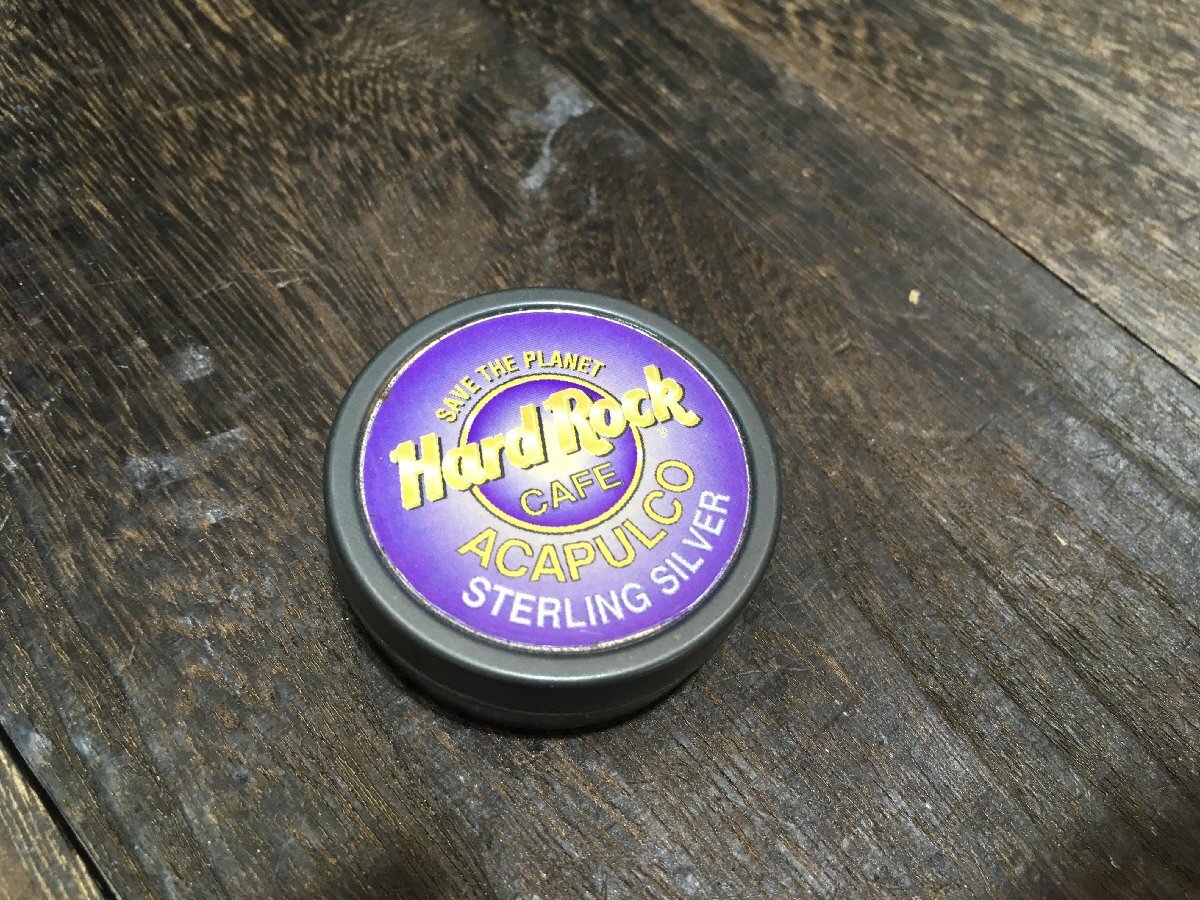 SAVE THE PLANET
Hard Rock
CAFE
ACAPULCO
STERLING SILVER